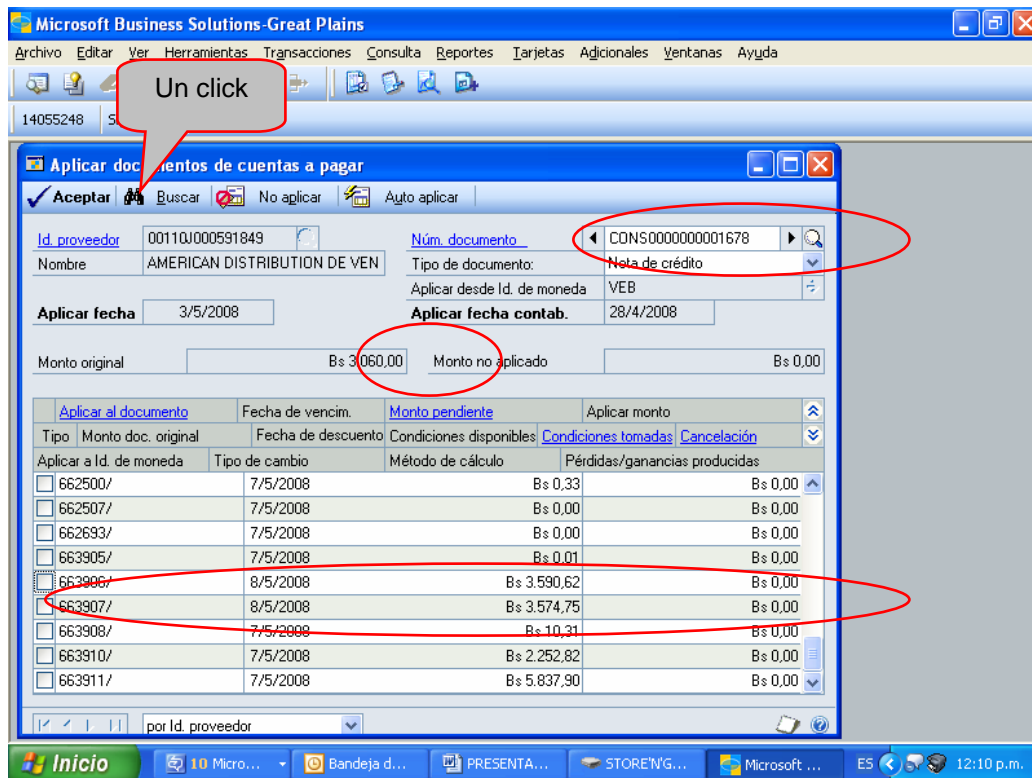 Microsoft Business Solutions-Great Plains
Archivo Editar Ver Herramientas Transacciones Consulta Reportes Tarjetas Adicionales Ventanas Ayuda
Un click
14055248
Aplicar documentos de cuentas a pagar
Aceptar Buscar No aplicar Auto aplicar
Id. proveedor 00110J000591849 Núm. documento CONS0000000001678
Nombre AMERICAN DISTRIBUTION DE VEN Tipo de documento: Nota de crédito
Aplicar desde Id. de moneda VEB
Aplicar fecha 3/5/2008 Aplicar fecha contab. 28/4/2008
Monto original Bs 3.060,00 Monto no aplicado Bs 0,00
Aplicar al documento Fecha de vencim. Monto pendiente Aplicar monto
Tipo Monto doc. original Fecha de descuento Condiciones disponibles Condiciones tomadas Cancelación
Aplicar a Id. de moneda Tipo de cambio Método de cálculo Pérdidas/ganancias producidas
662500/ 7/5/2008 Bs 0,33 Bs 0,00
662507/ 7/5/2008 Bs 0,00 Bs 0,00
662693/ 7/5/2008 Bs 0,00 Bs 0,00
663905/ 7/5/2008 Bs 0,01 Bs 0,00
663906/ 8/5/2008 Bs 3.590,62 Bs 0,00
663907/ 8/5/2008 Bs 3.574,75 Bs 0,00
663908/ 7/5/2008 Bs 10,31 Bs 0,00
663910/ 7/5/2008 Bs 2.252,82 Bs 0,00
663911/ 7/5/2008 Bs 5.837,90 Bs 0,00
por Id. proveedor
Inicio 10 Micro... Bandeja d... PRESENTA... STORE'N'G... Microsoft ... ES 12:10 p.m.